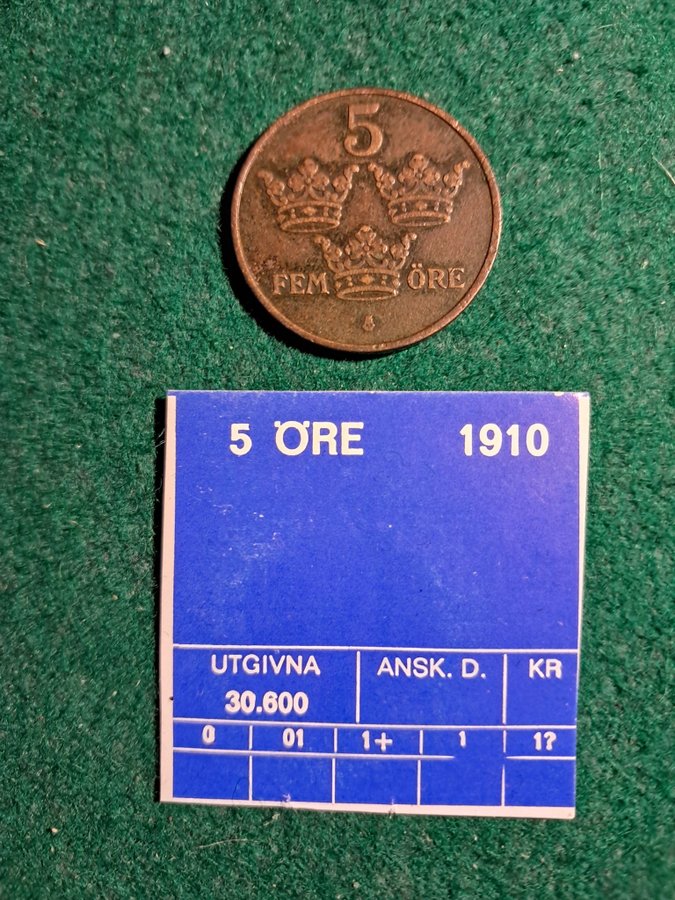 5
FEM ÖRE
5 ÖRE 1910
UTGIVNA ANSK. D. KR
30.600
0 01 1+ 1 1?